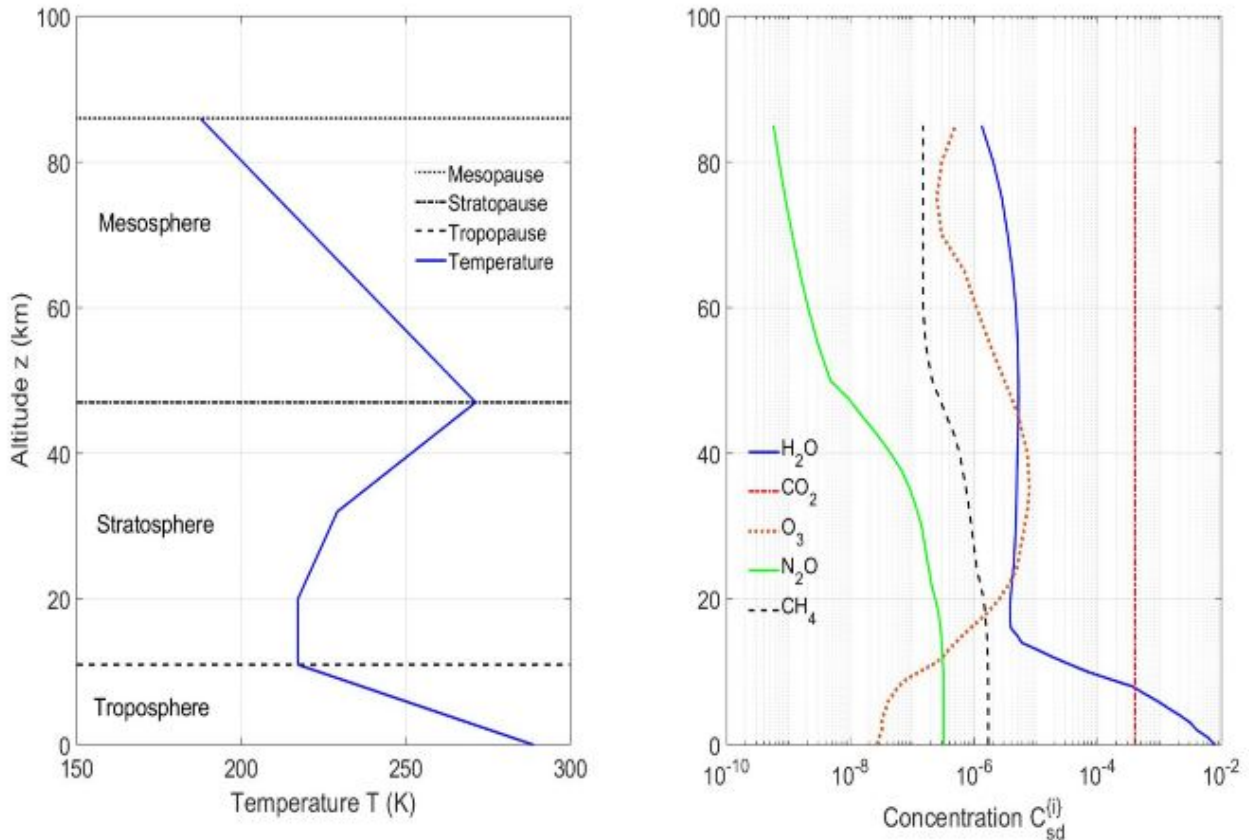 100
80
60
40
20
0
Altitude z (km)
150
200
250
300
Temperature T (K)
Mesosphere
Stratosphere
Troposphere
Mesopause
Stratopause
Tropopause
Temperature
100
80
60
40
20
0
H₂O
CO₂
O₃
N₂O
CH₄
10⁻¹⁰
10⁻⁸
10⁻⁶
10⁻⁴
10⁻²
Concentration C_sd^{i}